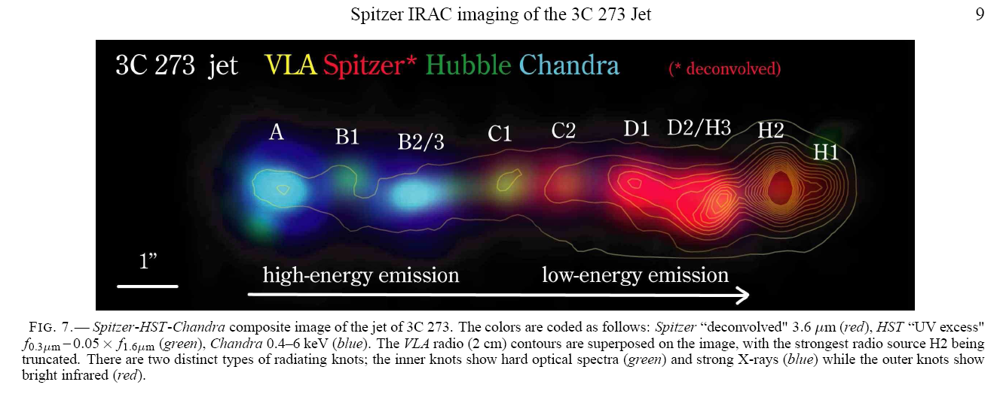 Spitzer IRAC imaging of the 3C 273 Jet 9
3C 273 jet VLA Spitzer* Hubble Chandra (* deconvolved)
A B1 B2/3 C1 C2 D1 D2/H3 H2 H1
1”
high-energy emission low-energy emission
FIG. 7.— Spitzer-HST-Chandra composite image of the jet of 3C 273. The colors are coded as follows: Spitzer “deconvolved" 3.6 μm (red), HST “UV excess"
f0.3μm−0.05 × f1.6μm (green), Chandra 0.4–6 keV (blue). The VLA radio (2 cm) contours are superposed on the image, with the strongest radio source H2 being
truncated. There are two distinct types of radiating knots; the inner knots show hard optical spectra (green) and strong X-rays (blue) while the outer knots show
bright infrared (red).